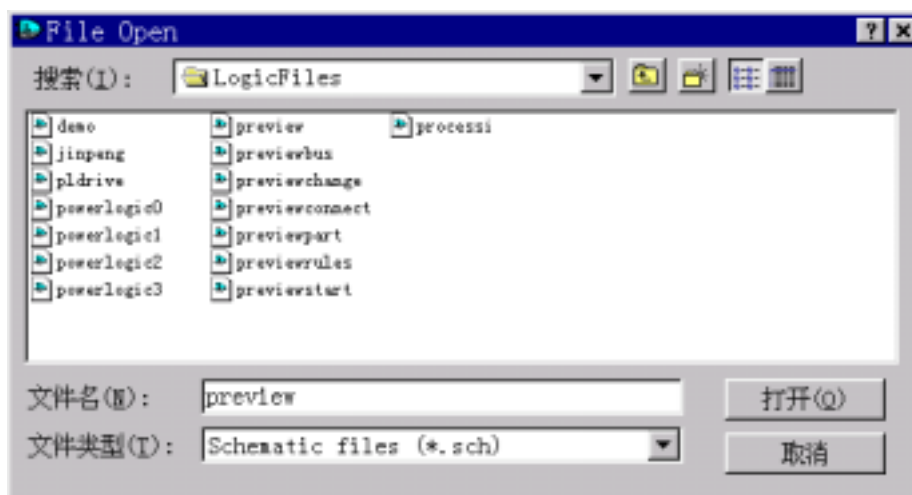 File Open
搜索(I): LogicFiles
demo preview processi
jinpeng previewbus
pldrive previewchange
powerlogic0 previewconnect
powerlogic1 previewpart
powerlogic2 previewrules
powerlogic3 previewstart
文件名(N): preview 打开(O)
文件类型(T): Schematic files (*.sch) 取消